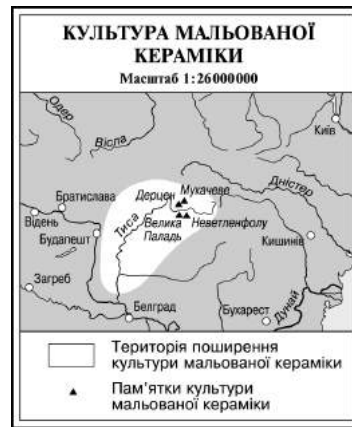 КУЛЬТУРА МАЛЬОВАНОЇ
КЕРАМІКИ
Масштаб 1:26000000
Одер
Вісла
Київ
Дерцен
Мукачеве
Дністер
Братислава
Відень
Тиса
Велика
Паладь
Неветленфолу
Будапешт
Кишинів
Загреб
Белград
Бухарест
Дунай
Територія поширення
культури мальованої кераміки
Пам'ятки культури
мальованої кераміки